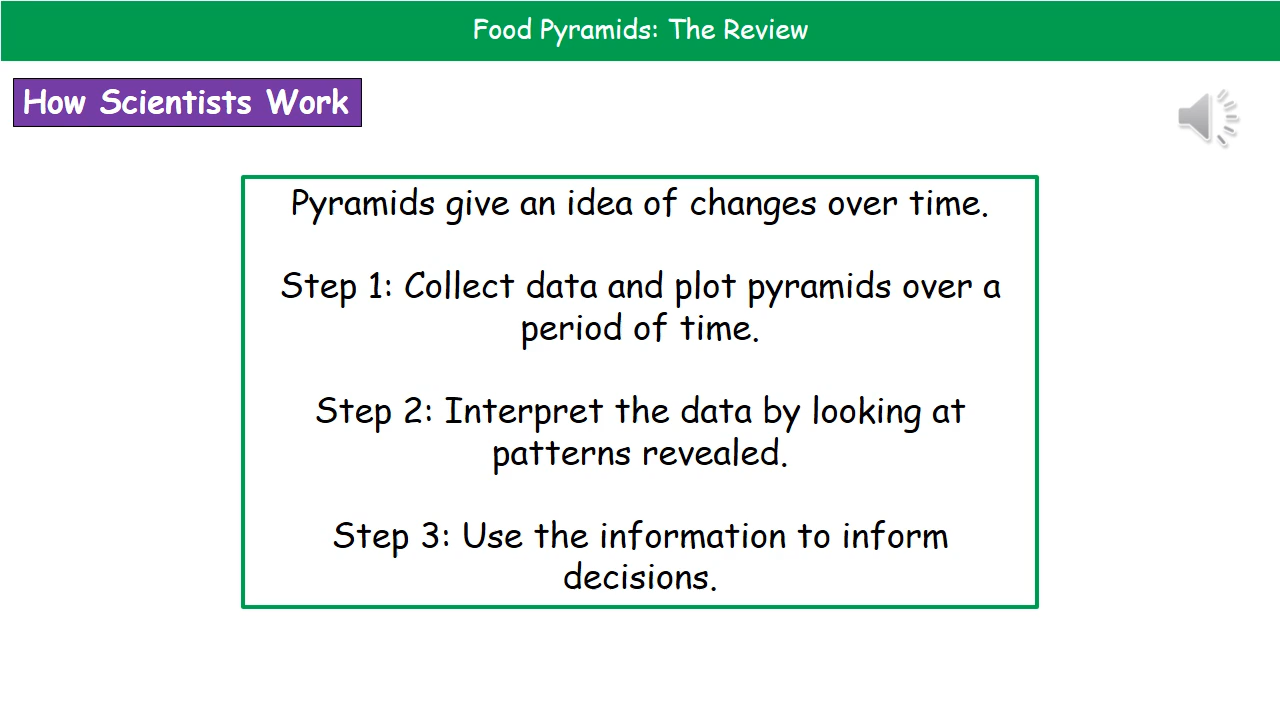 Food Pyramids: The Review
How Scientists Work
Pyramids give an idea of changes over time.
Step 1: Collect data and plot pyramids over a
period of time.
Step 2: Interpret the data by looking at
patterns revealed.
Step 3: Use the information to inform
decisions.